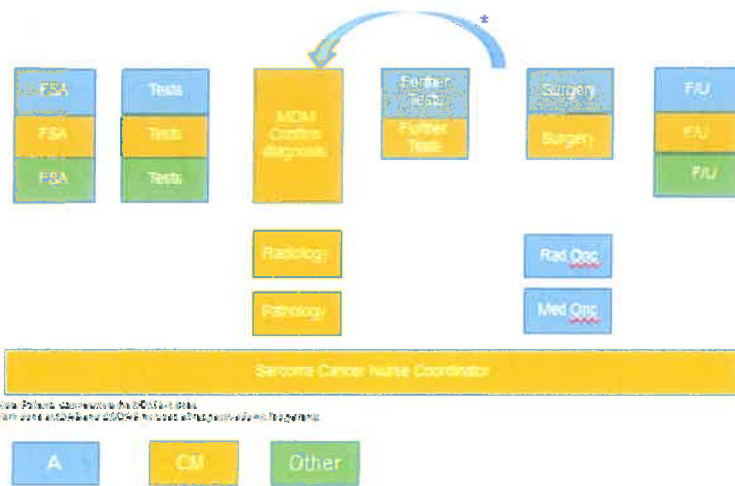 *
FSA
Tests
MDM
Confirm
diagnosis
Further
Tests
Surgery
F/U
FSA
Tests
Further
Tests
Surgery
F/U
FSA
Tests
F/U
Radiology
Rad Onc
Pathology
Med Onc
Sarcoma Cancer Nurse Coordinator
A
CM
Other